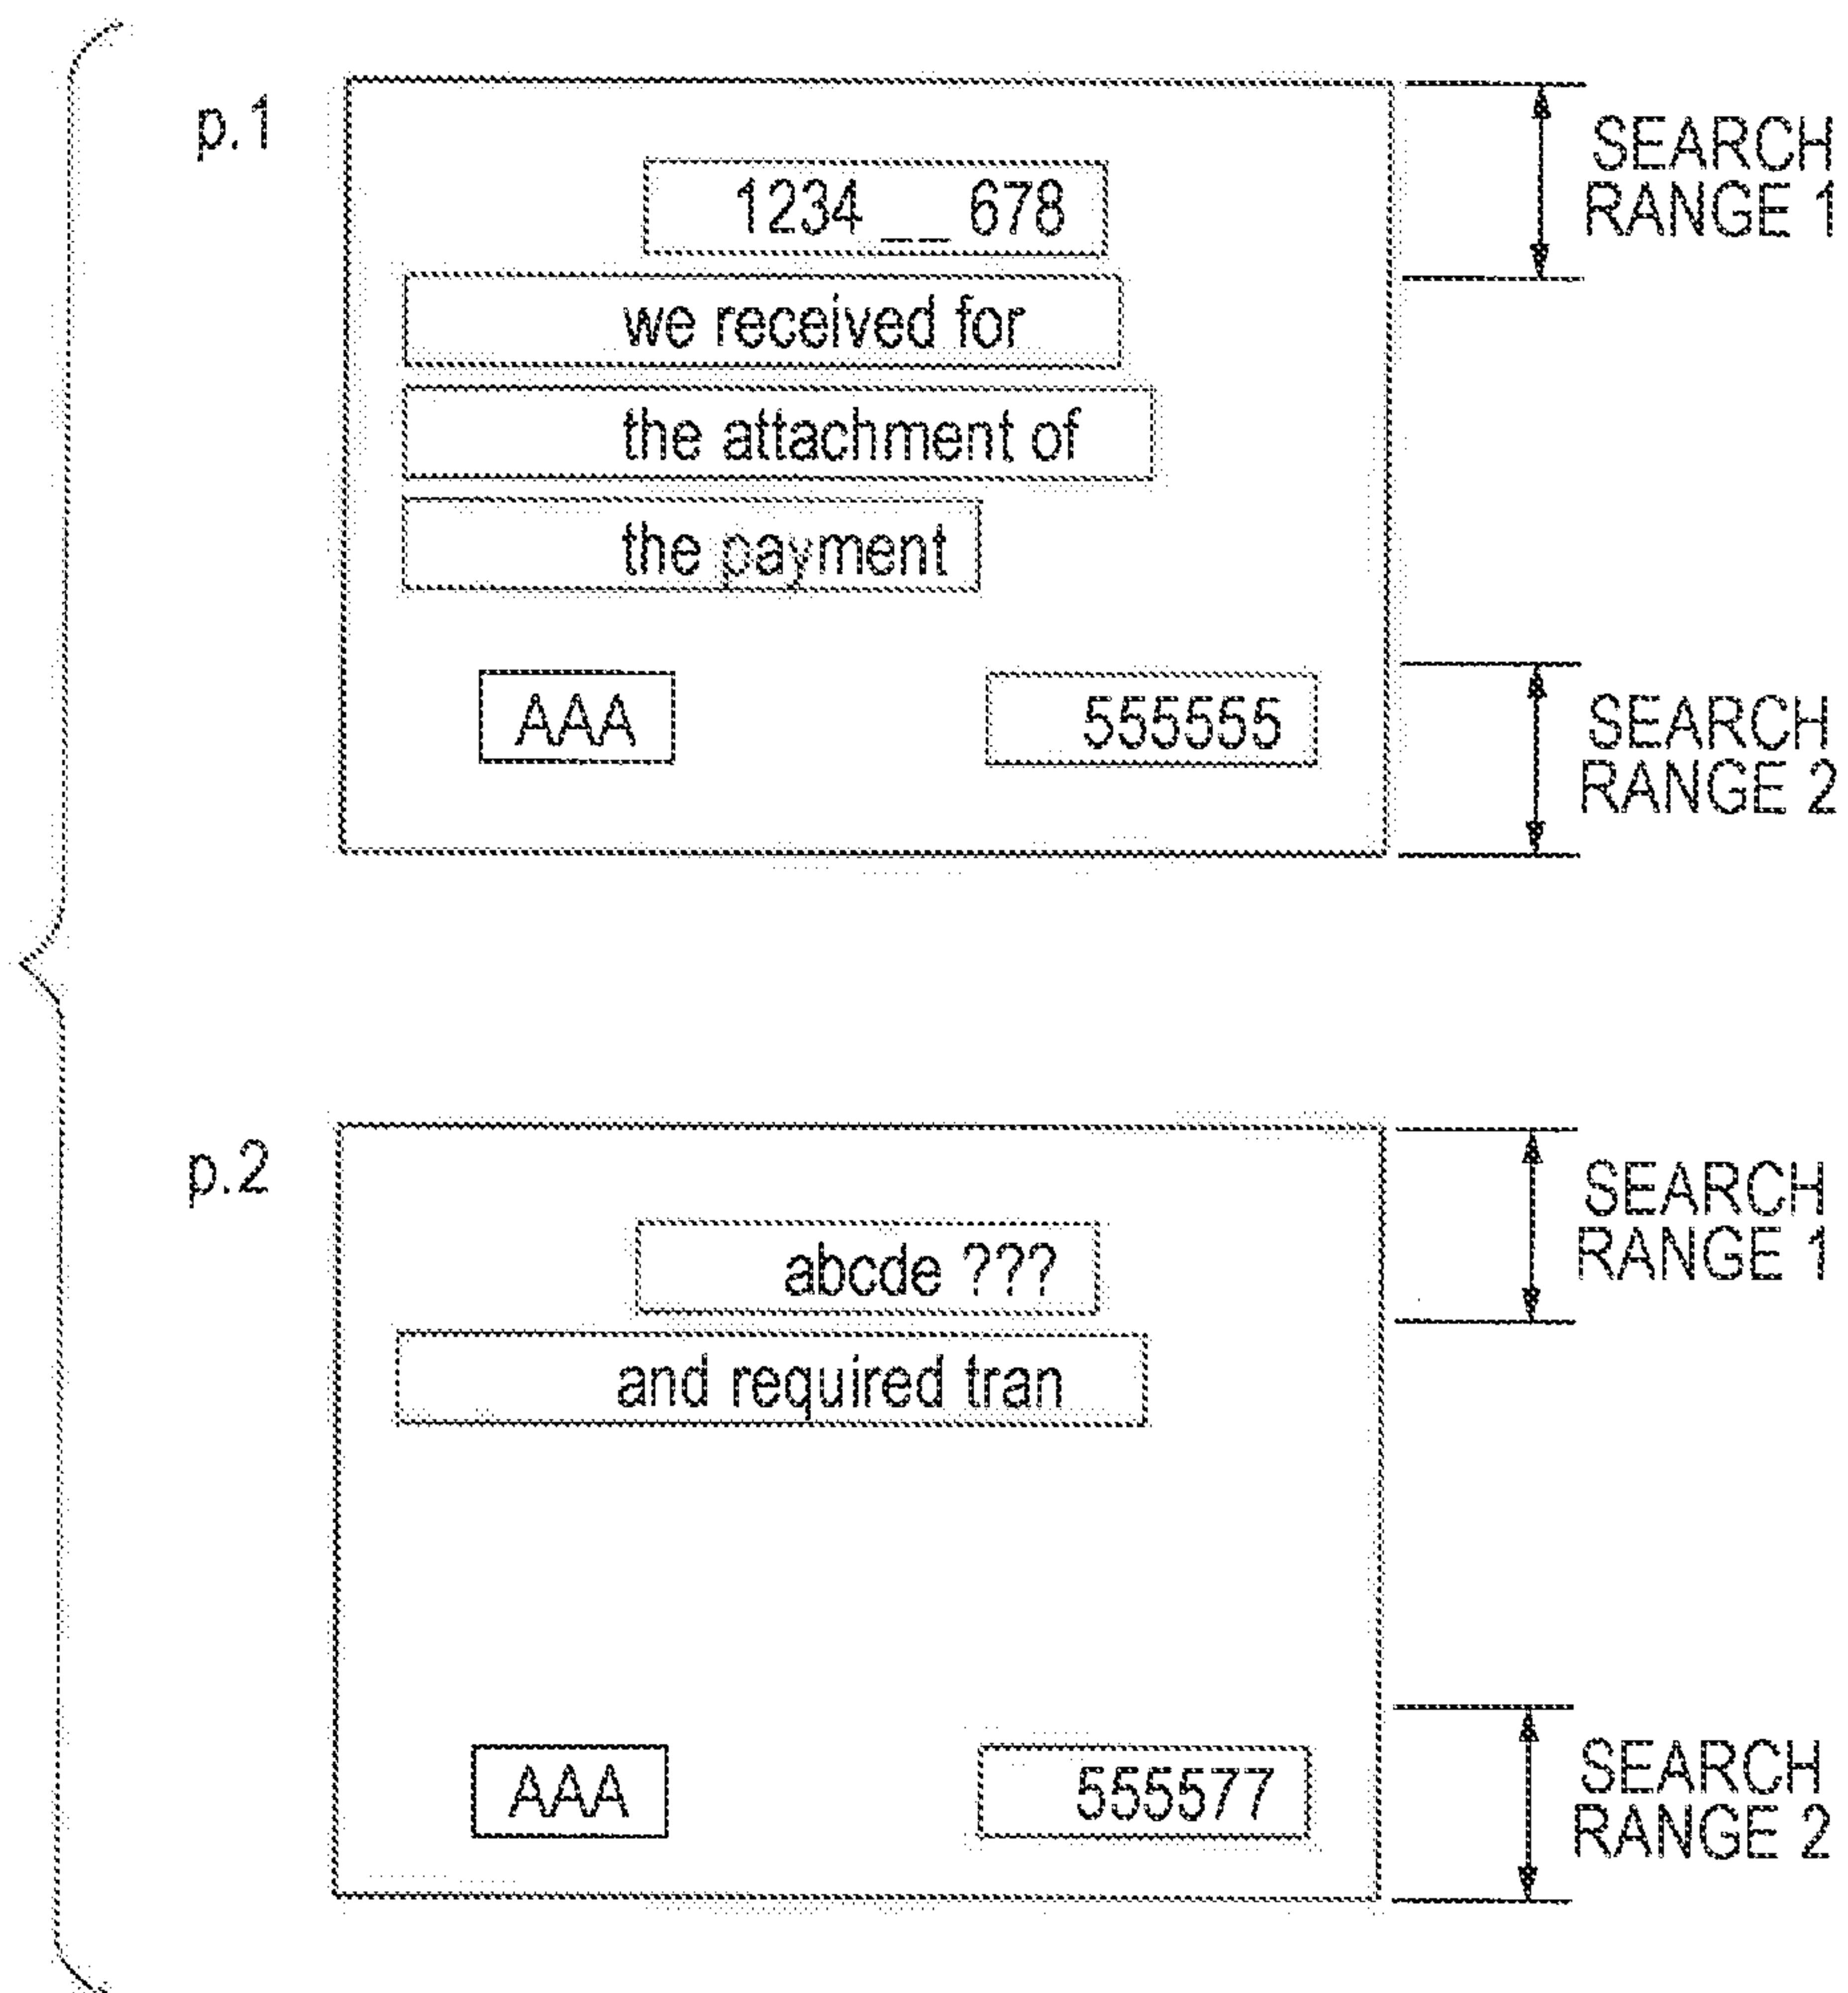 p.1
1234 __ 678
we received for
the attachment of
the payment
AAA
555555
SEARCH
RANGE 1
SEARCH
RANGE 2
p.2
abcde ???
and required tran
AAA
555577
SEARCH
RANGE 1
SEARCH
RANGE 2